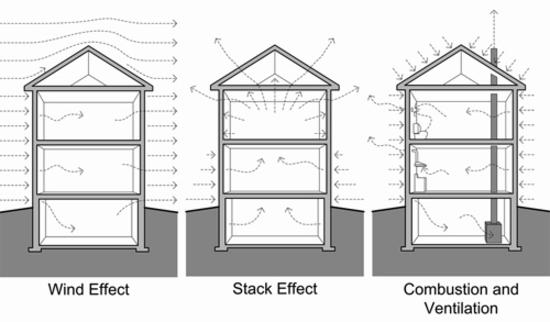 Wind Effect
Stack Effect
Combustion and
Ventilation